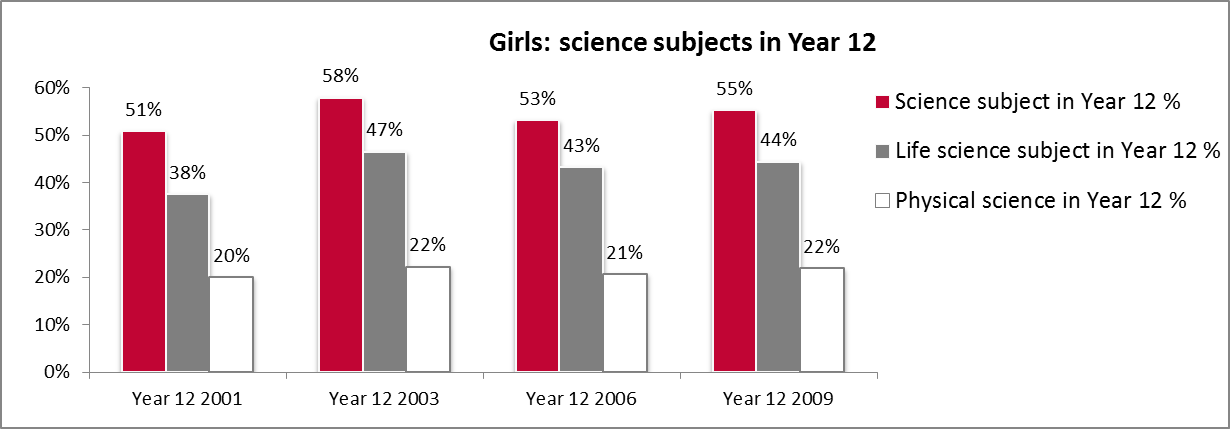 Girls: science subjects in Year 12
60%
50%
40%
30%
20%
10%
0%
51%
38%
20%
58%
47%
22%
53%
43%
21%
55%
44%
22%
Year 12 2001
Year 12 2003
Year 12 2006
Year 12 2009
Science subject in Year 12 %
Life science subject in Year 12 %
Physical science in Year 12 %